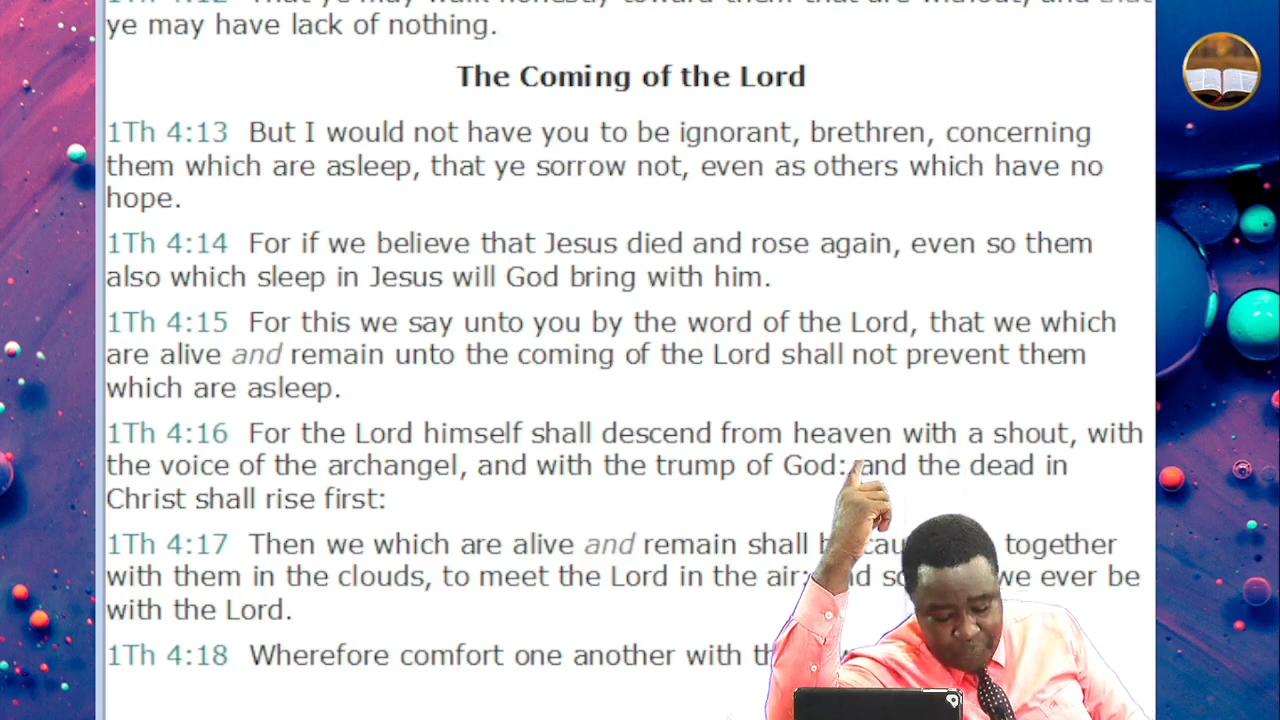 ye may have lack of nothing.
The Coming of the Lord
1Th 4:13 But I would not have you to be ignorant, brethren, concerning
them which are asleep, that ye sorrow not, even as others which have no
hope.
1Th 4:14 For if we believe that Jesus died and rose again, even so them
also which sleep in Jesus will God bring with him.
1Th 4:15 For this we say unto you by the word of the Lord, that we which
are alive and remain unto the coming of the Lord shall not prevent them
which are asleep.
1Th 4:16 For the Lord himself shall descend from heaven with a shout, with
the voice of the archangel, and with the trump of God: and the dead in
Christ shall rise first:
1Th 4:17 Then we which are alive and remain shall together
with them in the clouds, to meet the Lord in the air: we ever be
with the Lord.
1Th 4:18 Wherefore comfort one another with